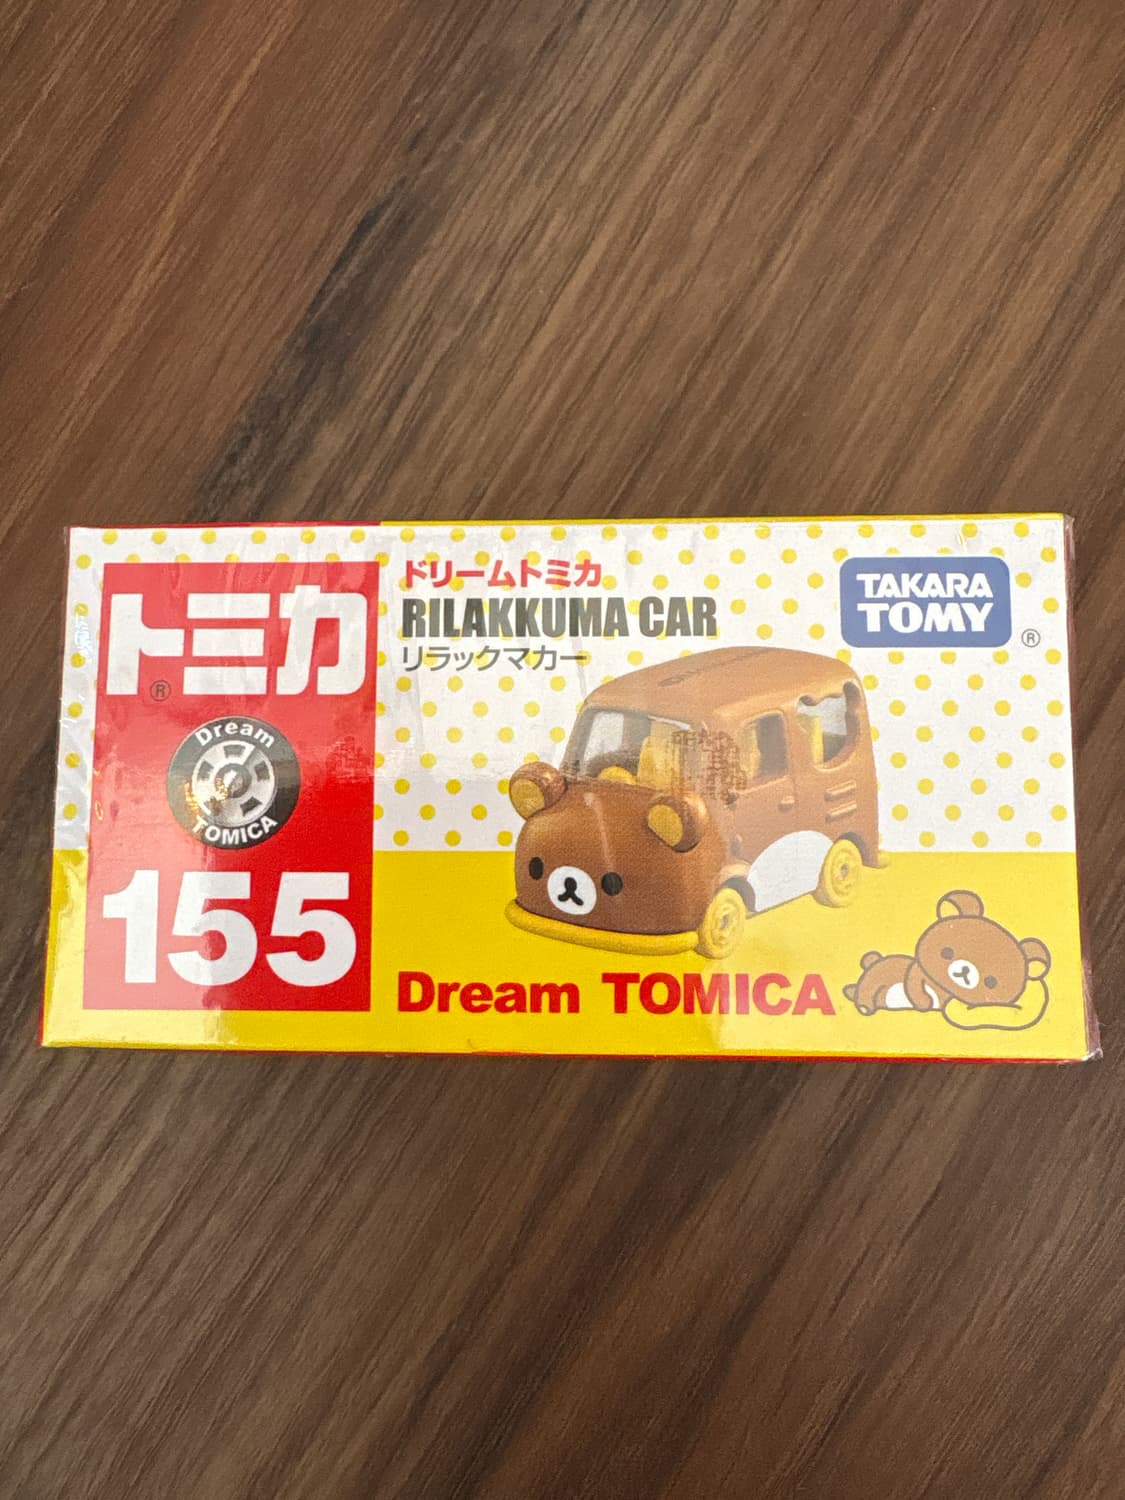 トミカ
®
Dream
TOMICA
155
ドリームトミカ
RILAKKUMA CAR
リラックマカー
TAKARA
TOMY
®
Dream TOMICA